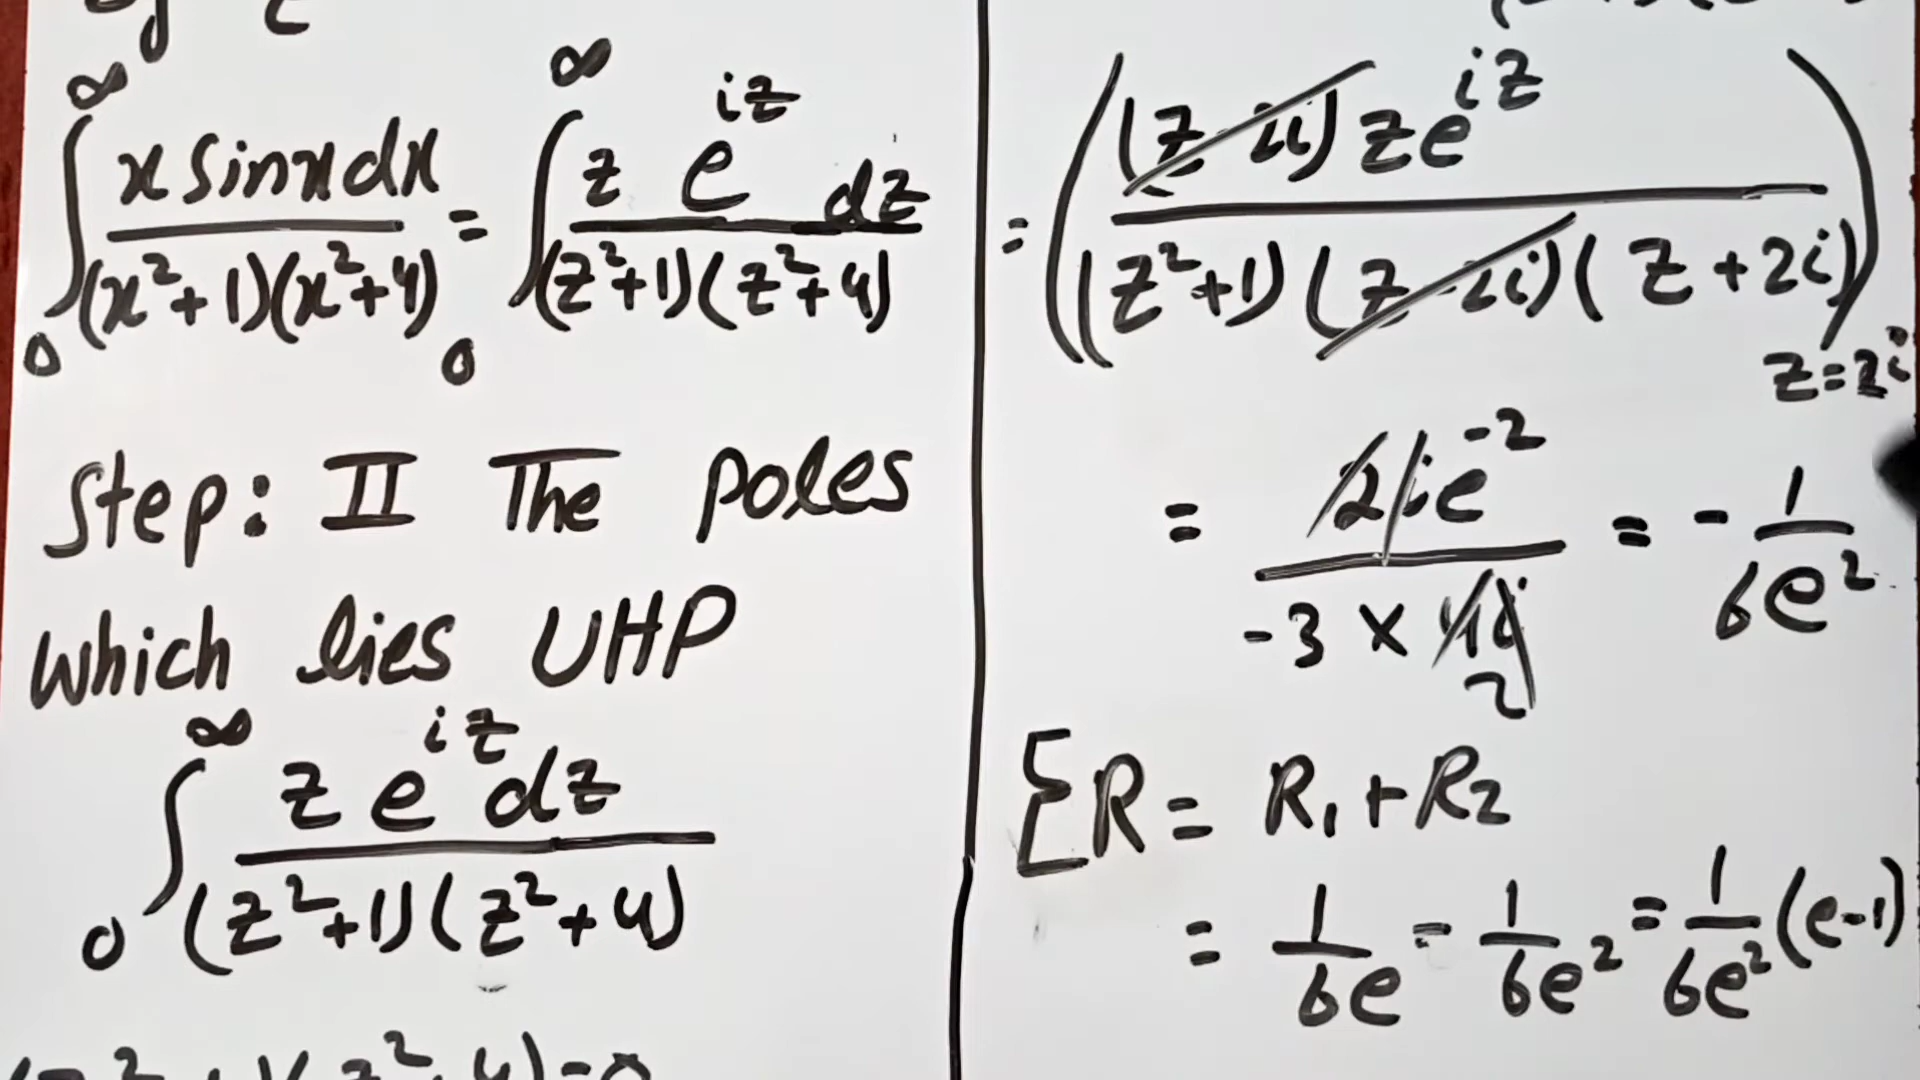 ∫₀^∞ x sinx dx / (x²+1)(x²+4) = ∫₀^∞ z e^{iz} dz / (z²+1)(z²+4)
Step: II The poles
which lies UHP
∫₀^∞ z e^{iz} dz / (z²+1)(z²+4)
= ((z-2i) z e^{iz} / (z²+1)(z-2i)(z+2i)) z=2i
= 2i e^{-2} / -3 × 4i 2 = - 1 / 6e²
ΣR = R₁ + R₂
= 1/6e - 1/6e² = 1/6e² (e-1)